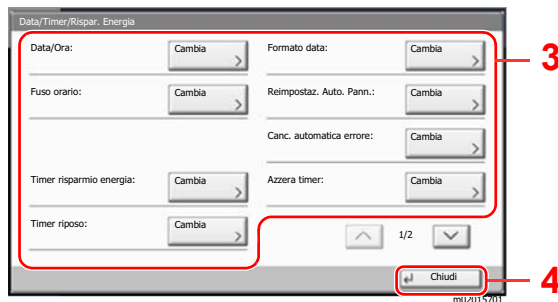 Data/Timer/Rispar. Energia
Data/Ora: Cambia Formato data: Cambia
3
Fuso orario: Cambia Reimpostaz. Auto. Pann.: Cambia
Canc. automatica errore: Cambia
Timer risparmio energia: Cambia Azzera timer: Cambia
Timer riposo: Cambia 1/2
Chiudi
4
m02015701